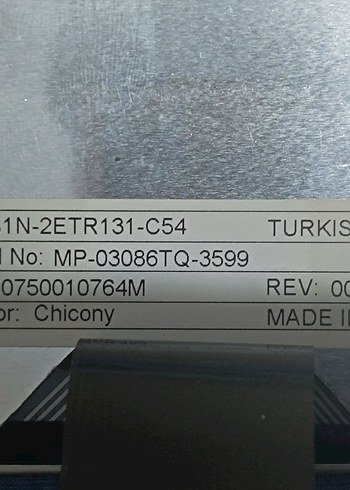 1N-2ETR131-C54 TURKIS
l No: MP-03086TQ-3599
0750010764M REV: 00
or: Chicony MADE I